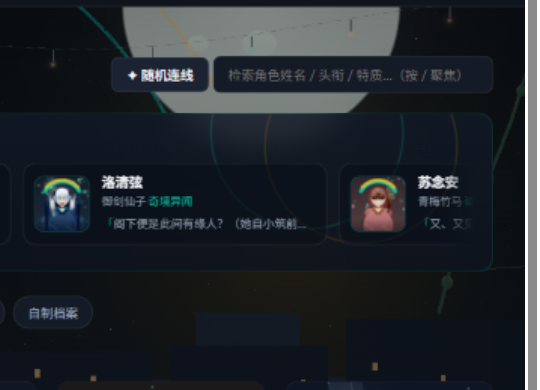 ✦ 随机连线
检索角色姓名 / 头衔 / 特质...（按 / 聚焦）
洛清弦
御剑仙子 奇境异闻
「阁下便是此间有缘人？（她自小筑前...
苏念安
青梅竹马
「又、又
自制档案